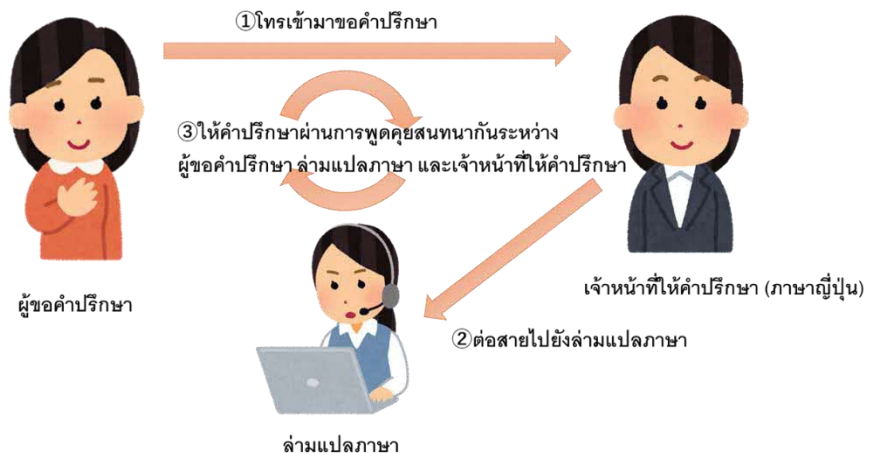 ①โทรเข้ามาขอคำปรึกษา
③ให้คำปรึกษาผ่านการพูดคุยสนทนากันระหว่าง
ผู้ขอคำปรึกษา ล่ามแปลภาษา และเจ้าหน้าที่ให้คำปรึกษา
ผู้ขอคำปรึกษา
เจ้าหน้าที่ให้คำปรึกษา (ภาษาญี่ปุ่น)
②ต่อสายไปยังล่ามแปลภาษา
ล่ามแปลภาษา